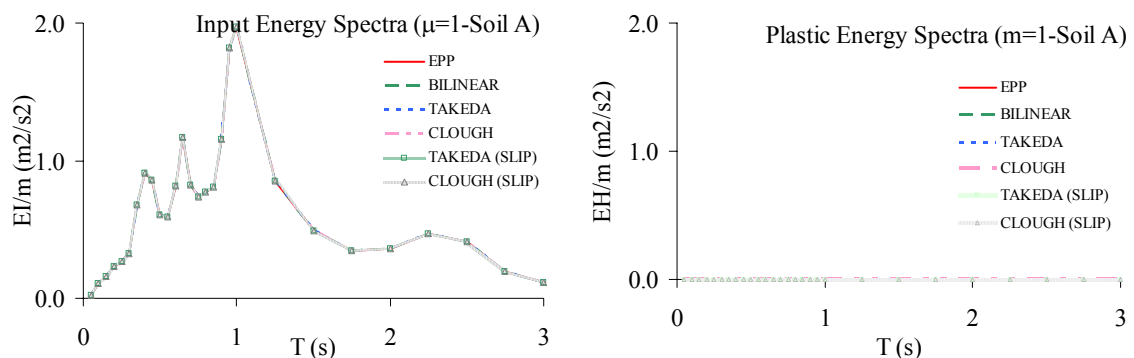 Input Energy Spectra (μ=1-Soil A)
2.0
1.0
0.0
EI/m (m2/s2)
EPP
BILINEAR
TAKEDA
CLOUGH
TAKEDA (SLIP)
CLOUGH (SLIP)
0 1 2 3
T (s)
Plastic Energy Spectra (m=1-Soil A)
2.0
1.0
0.0
EH/m (m2/s2)
EPP
BILINEAR
TAKEDA
CLOUGH
TAKEDA (SLIP)
CLOUGH (SLIP)
0 1 2 3
T (s)